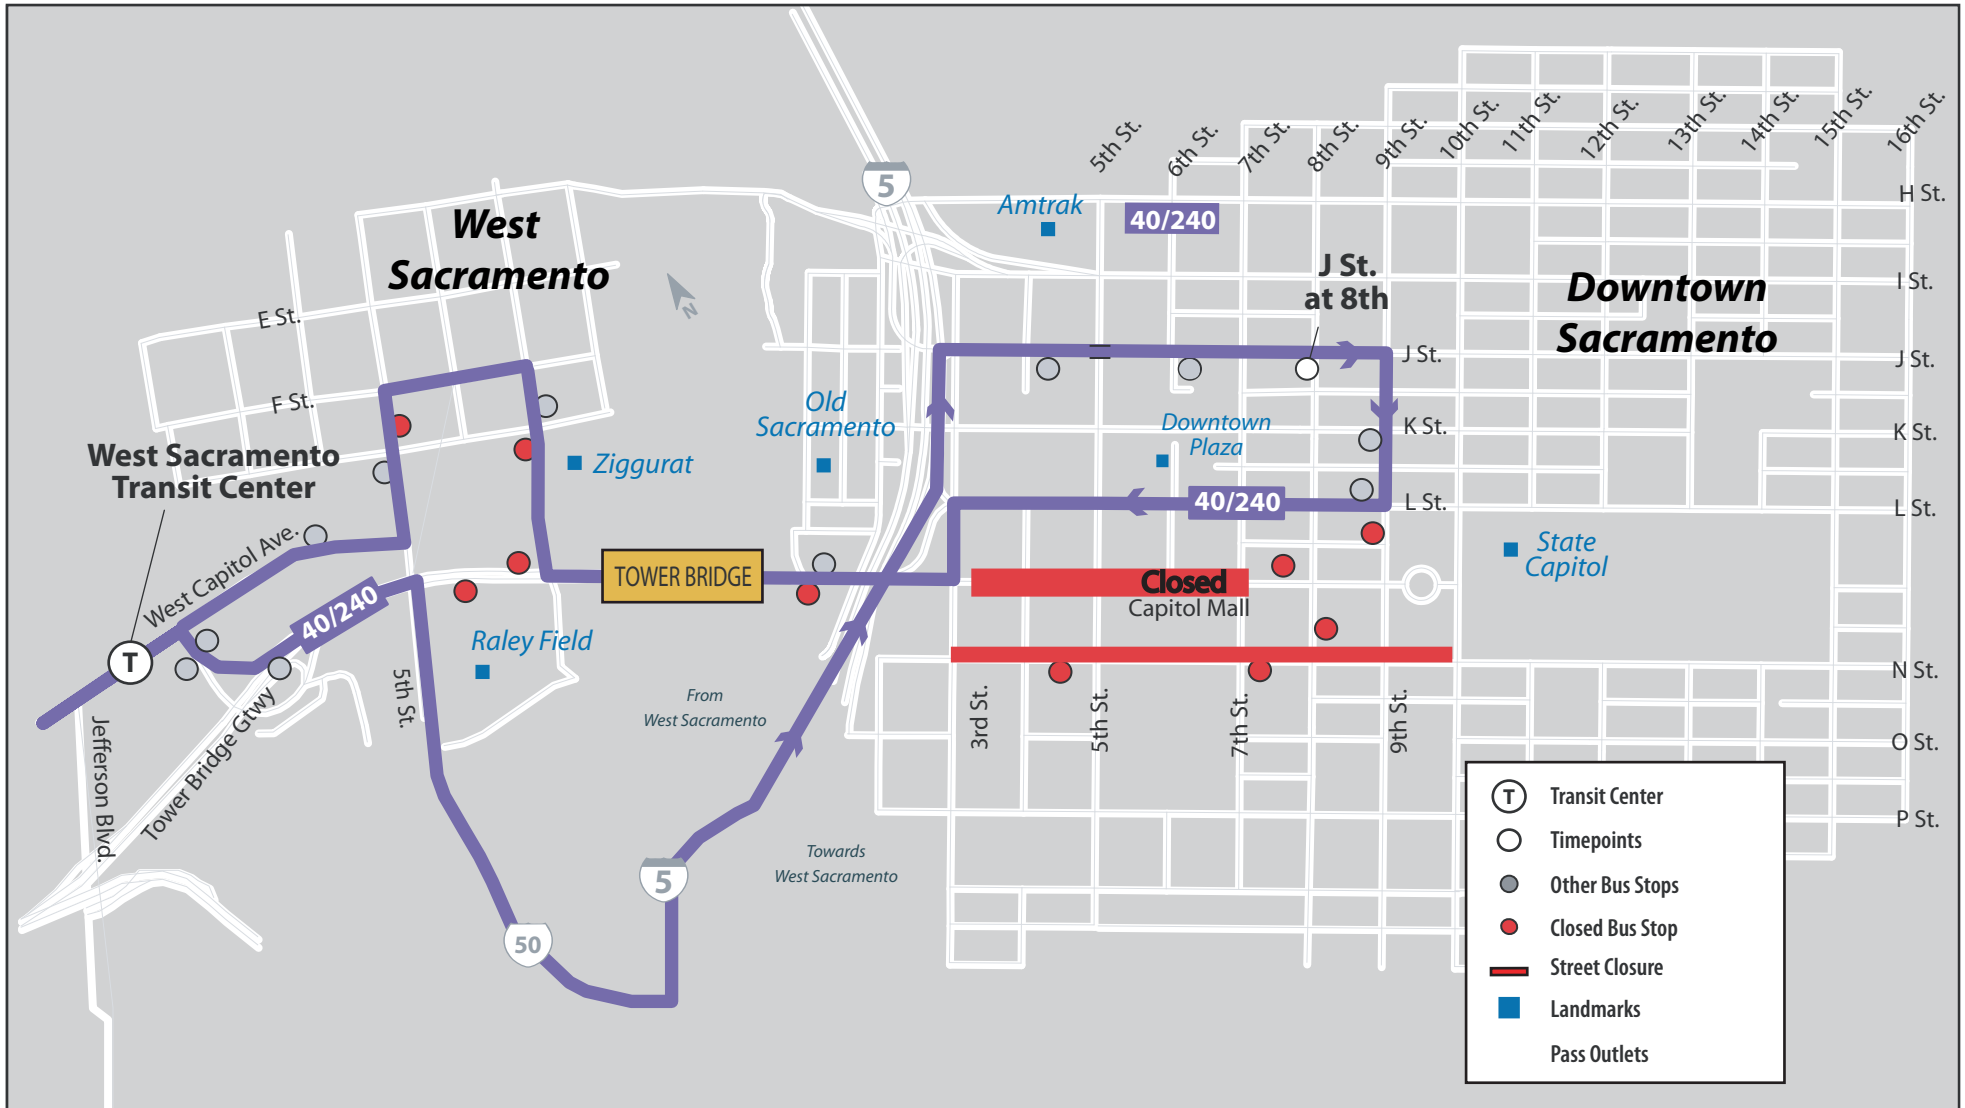 West
Sacramento
Downtown
Sacramento
5th St.
6th St.
7th St.
8th St.
9th St.
10th St.
11th St.
12th St.
13th St.
14th St.
15th St.
16th St.
5
Amtrak
40/240
H St.
I St.
J St.
at 8th
E St.
N
J St.
J St.
F St.
Old
Sacramento
Downtown
Plaza
K St.
K St.
West Sacramento
Transit Center
Ziggurat
40/240
L St.
L St.
West Capitol Ave.
TOWER BRIDGE
Closed
Capitol Mall
State
Capitol
40/240
T
Raley Field
N St.
5th St.
From
West Sacramento
3rd St.
5th St.
7th St.
9th St.
Jefferson Blvd.
Tower Bridge Gtwy
O St.
P St.
Towards
West Sacramento
5
50
T
Transit Center
Timepoints
Other Bus Stops
Closed Bus Stop
Street Closure
Landmarks
Pass Outlets